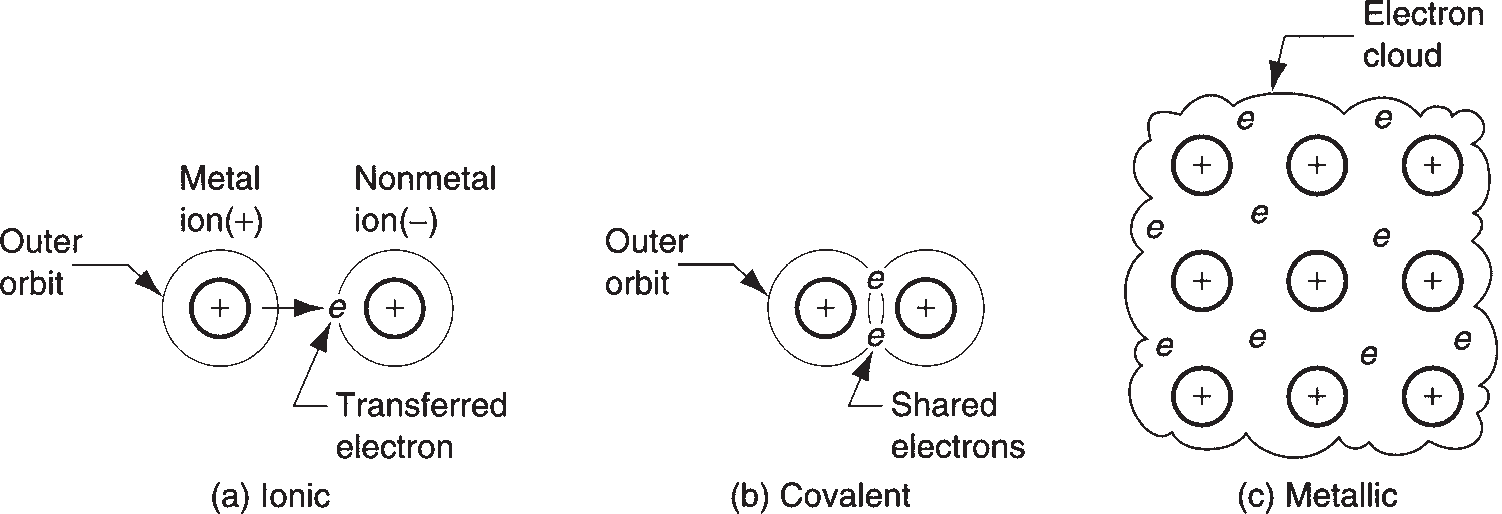 Metal
ion(+)
Nonmetal
ion(–)
Outer
orbit
+
e
+
Transferred
electron
(a) Ionic
Outer
orbit
+
e
e
+
Shared
electrons
(b) Covalent
Electron
cloud
e e
+ + +
e e e
+ + +
e e e e
+ + +
(c) Metallic